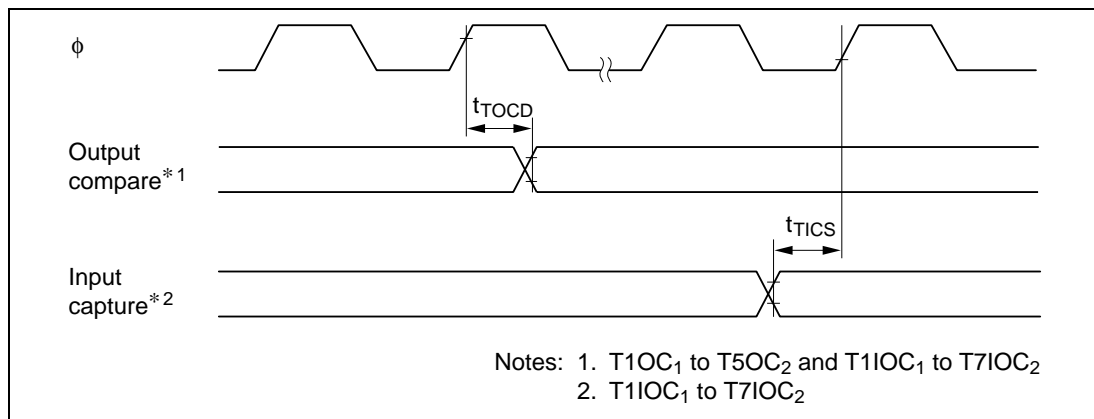 ϕ
tTOCD
Output
compare*1
tTICS
Input
capture*2
Notes: 1. T1OC1 to T5OC2 and T1IOC1 to T7IOC2
2. T1IOC1 to T7IOC2